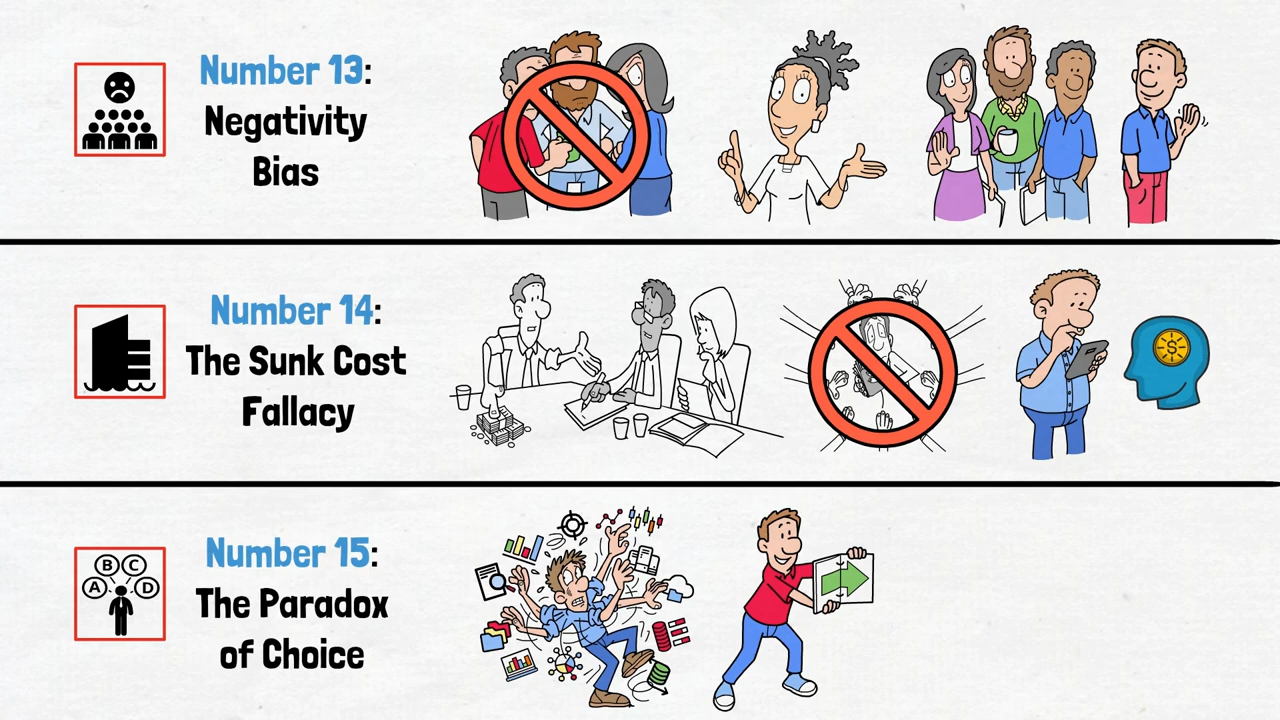 Number 13:
Negativity
Bias
Number 14:
The Sunk Cost
Fallacy
$
B C
A D
Number 15:
The Paradox
of Choice